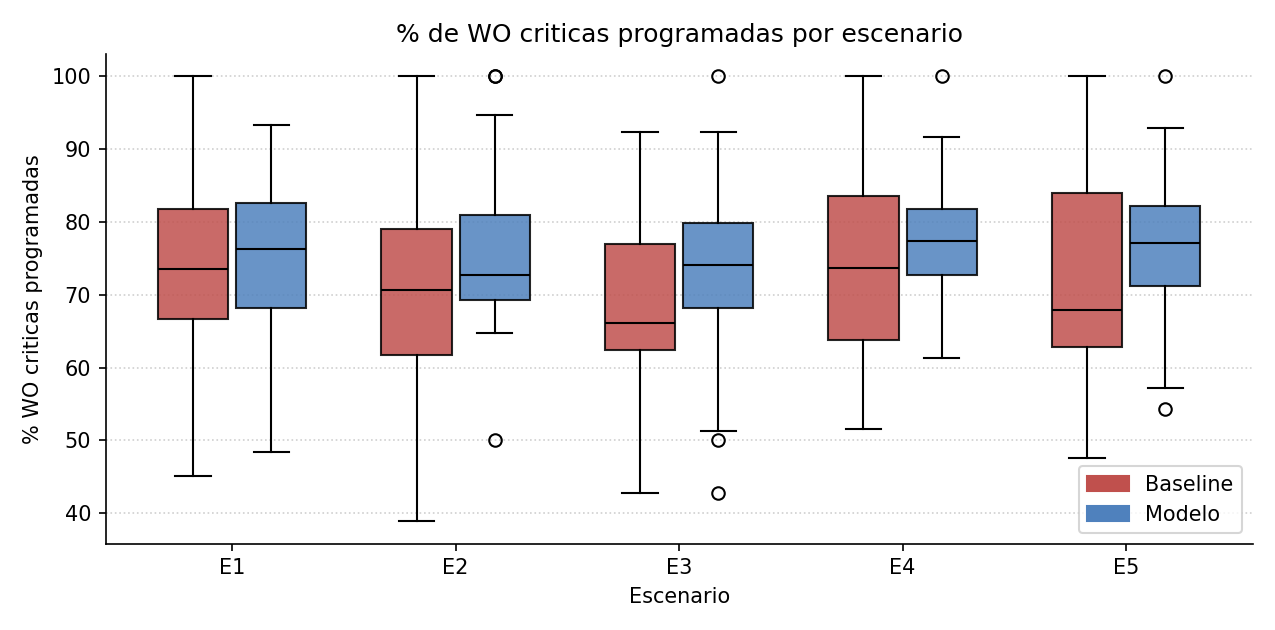 % de WO criticas programadas por escenario
% WO criticas programadas
100
90
80
70
60
50
40
E1 E2 E3 E4 E5
Escenario
Baseline
Modelo